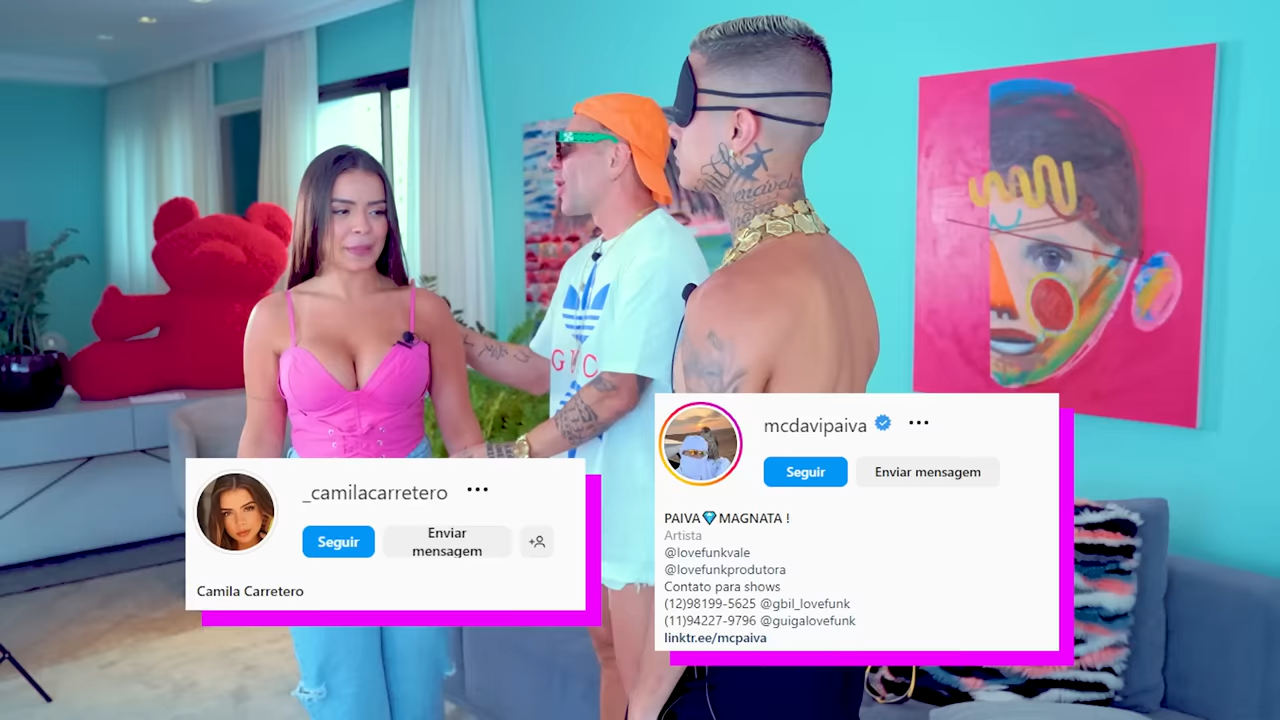 GUCCI
_camilacarretero
Seguir
Enviar
mensagem
Camila Carretero
mcdavipaiva
Seguir
Enviar mensagem
PAIVA💎MAGNATA !
Artista
@lovefunkvale
@lovefunkprodutora
Contato para shows
(12)98199-5625 @gbil_lovefunk
(11)94227-9796 @guigalovefunk
linktr.ee/mcpaiva